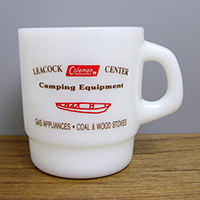 LEACOCK Coleman CENTER
Camping Equipment
GAS APPLIANCES • COAL & WOOD STOVES